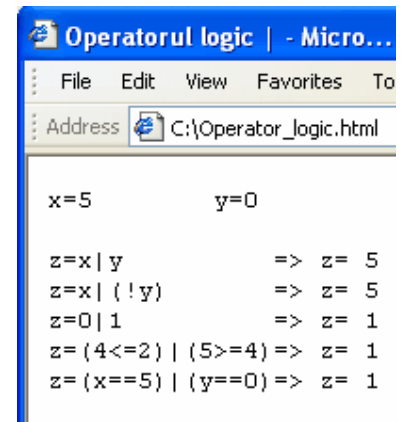 Operatorul logic | - Micro...
File Edit View Favorites To
Address C:\Operator_logic.html
x=5 y=0
z=x|y => z= 5
z=x|(!y) => z= 5
z=0|1 => z= 1
z=(4<=2)|(5>=4)=> z= 1
z=(x==5)|(y==0)=> z= 1